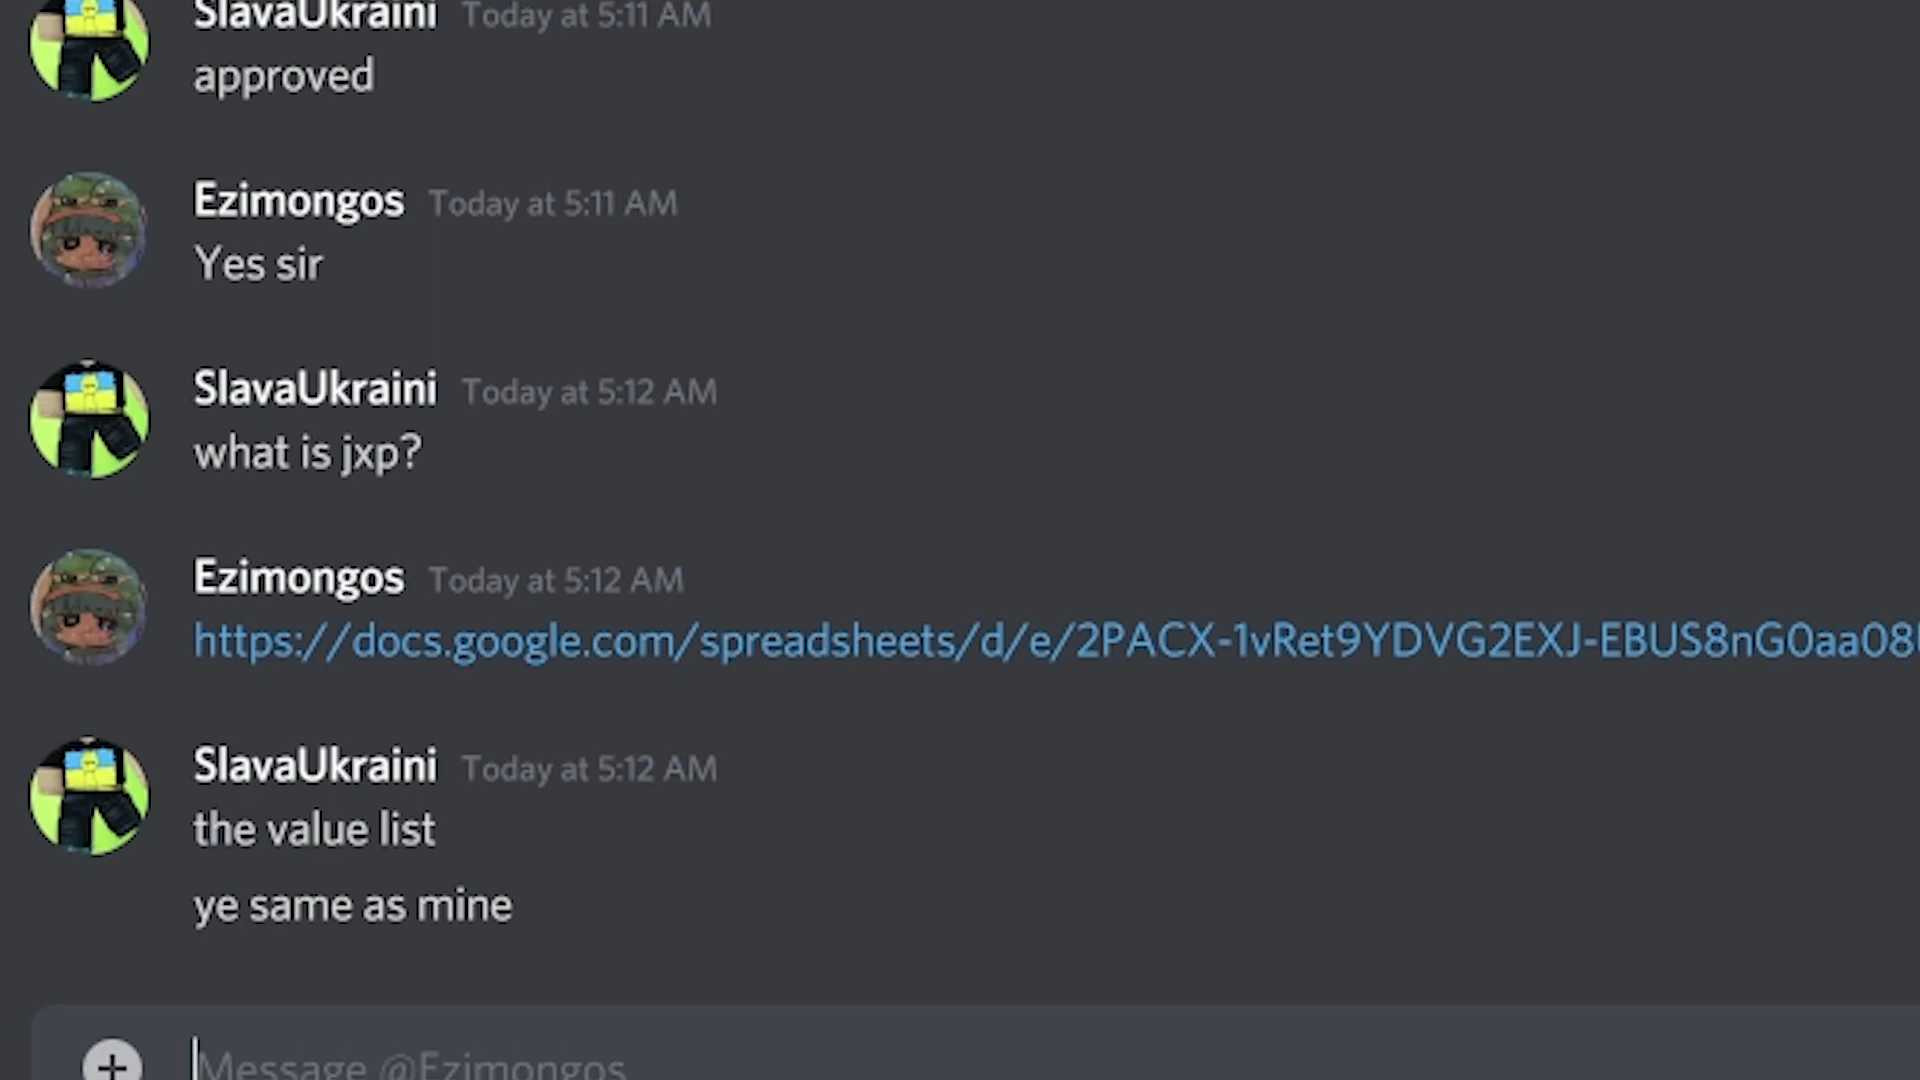 SlavaUkraini Today at 5:11 AM
approved
Ezimongos Today at 5:11 AM
Yes sir
SlavaUkraini Today at 5:12 AM
what is jxp?
Ezimongos Today at 5:12 AM
https://docs.google.com/spreadsheets/d/e/2PACX-1vRet9YDVG2EXJ-EBUS8nG0aa08
SlavaUkraini Today at 5:12 AM
the value list
ye same as mine
Message @Ezimongos